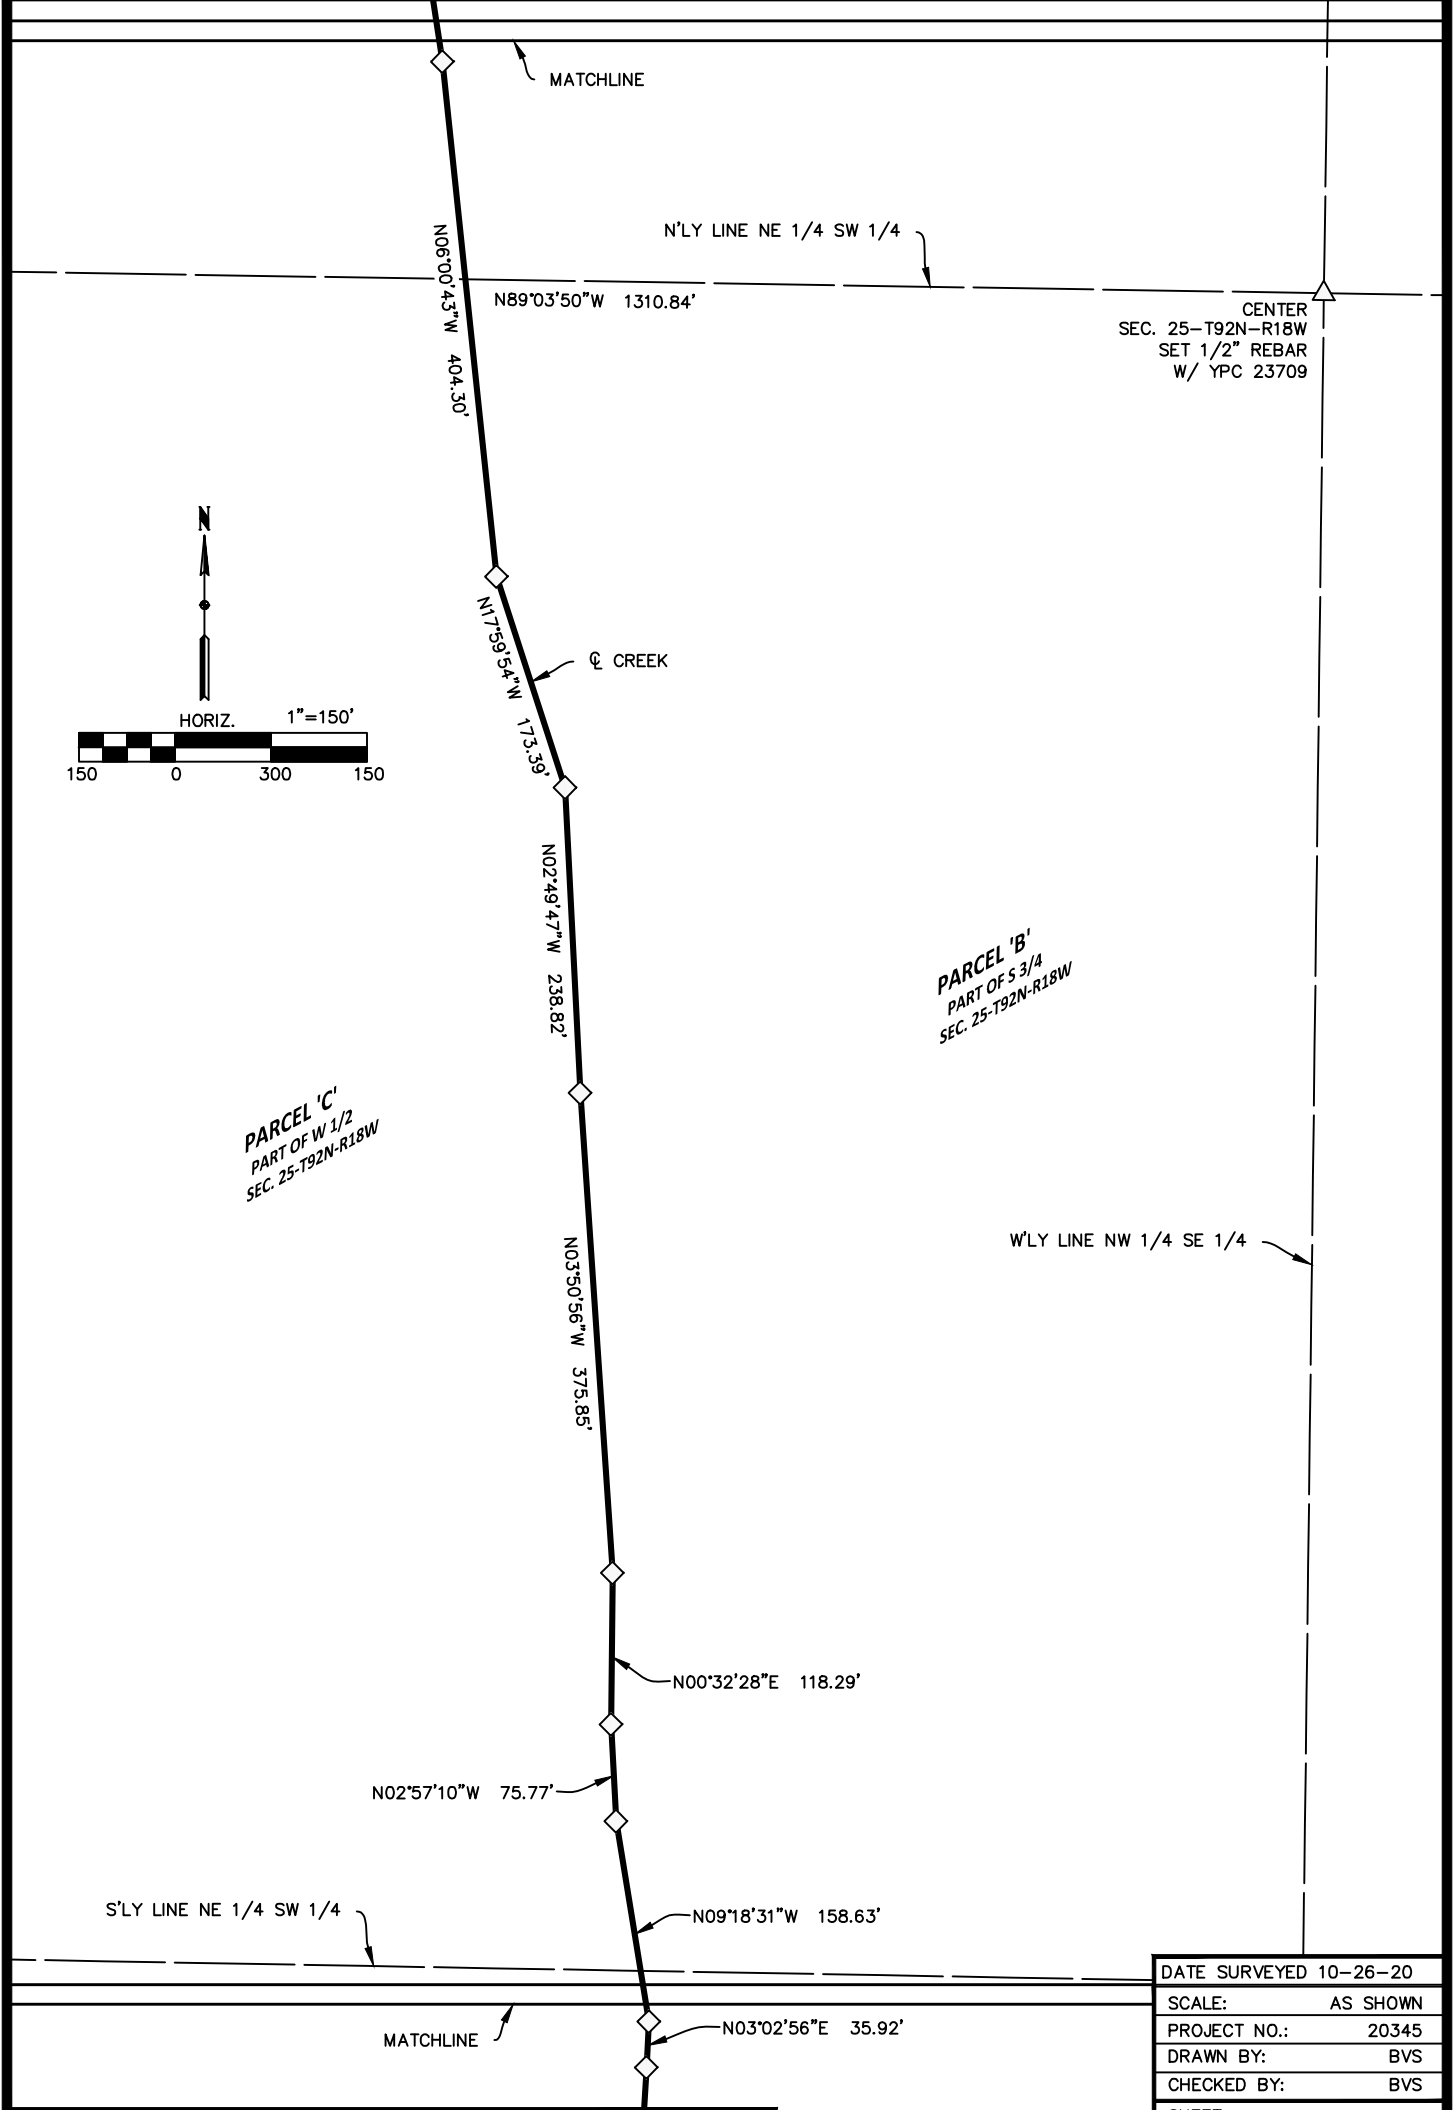 MATCHLINE
N'LY LINE NE 1/4 SW 1/4
N06°00'43"W 404.30'
N89°03'50"W 1310.84'
CENTER
SEC. 25-T92N-R18W
SET 1/2" REBAR
W/ YPC 23709
N
N17°59'54"W 173.39'
℄ CREEK
HORIZ. 1"=150'
150 0 300 150
N02°49'47"W 238.82'
PARCEL 'B'
PART OF S 3/4
SEC. 25-T92N-R18W
PARCEL 'C'
PART OF W 1/2
SEC. 25-T92N-R18W
W'LY LINE NW 1/4 SE 1/4
N03°50'56"W 375.85'
N00°32'28"E 118.29'
N02°57'10"W 75.77'
S'LY LINE NE 1/4 SW 1/4
N09°18'31"W 158.63'
MATCHLINE
N03°02'56"E 35.92'
DATE SURVEYED 10-26-20
SCALE: AS SHOWN
PROJECT NO.: 20345
DRAWN BY: BVS
CHECKED BY: BVS